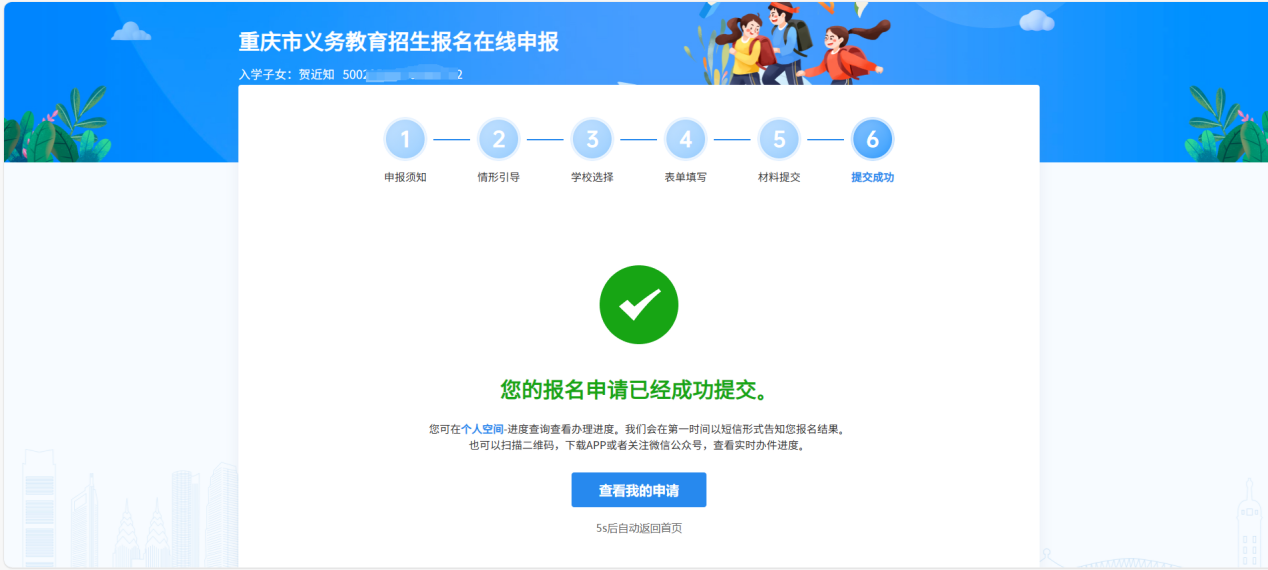 重庆市义务教育招生报名在线申报
入学子女：贺近知 5002 2
1 2 3 4 5 6
申报须知 情形引导 学校选择 表单填写 材料提交 提交成功
您的报名申请已经成功提交。
您可在个人空间-进度查询查看办理进度。我们会在第一时间以短信形式告知您报名结果。
也可以扫描二维码，下载APP或者关注微信公众号，查看实时办件进度。
查看我的申请
5s后自动返回首页